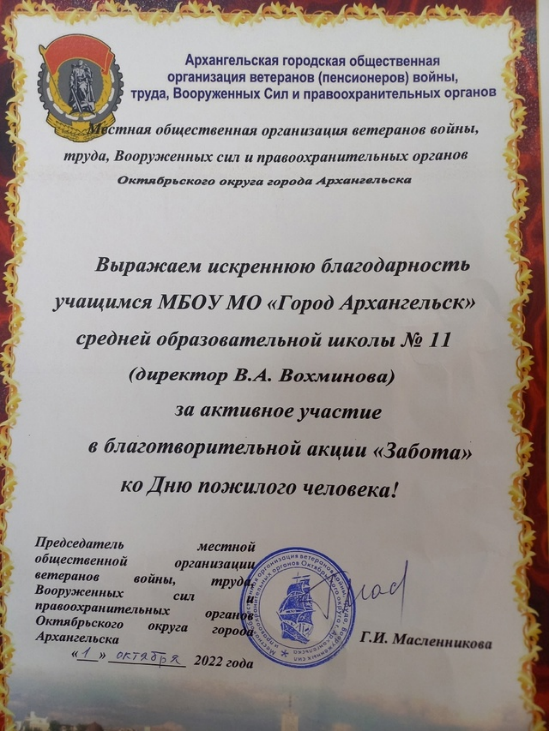 Архангельская городская общественная
организация ветеранов (пенсионеров) войны,
труда, Вооруженных Сил и правоохранительных органов
Местная общественная организация ветеранов войны,
труда, Вооруженных сил и правоохранительных органов
Октябрьского округа города Архангельска
Выражаем искреннюю благодарность
учащимся МБОУ МО «Город Архангельск»
средней образовательной школы № 11
(директор В.А. Вохминова)
за активное участие
в благотворительной акции «Забота»
ко Дню пожилого человека!
Председатель местной
общественной организации
ветеранов войны, труда,
Вооруженных сил и
правоохранительных органов
Октябрьского округа города
Архангельска
Г.И. Масленникова
«1» октября 2022 года